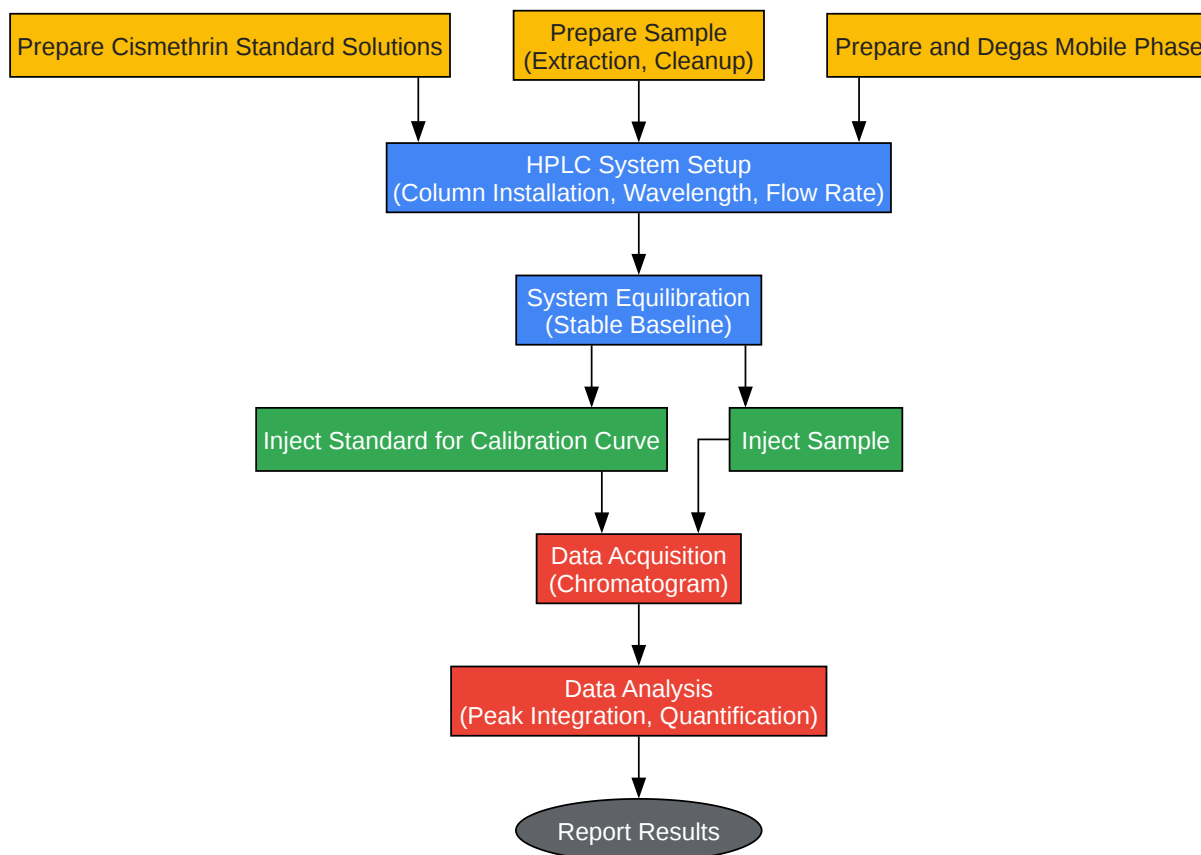 Prepare Cismethrin Standard Solutions
Prepare Sample
(Extraction, Cleanup)
Prepare and Degas Mobile Phase
HPLC System Setup
(Column Installation, Wavelength, Flow Rate)
System Equilibration
(Stable Baseline)
Inject Standard for Calibration Curve
Inject Sample
Data Acquisition
(Chromatogram)
Data Analysis
(Peak Integration, Quantification)
Report Results